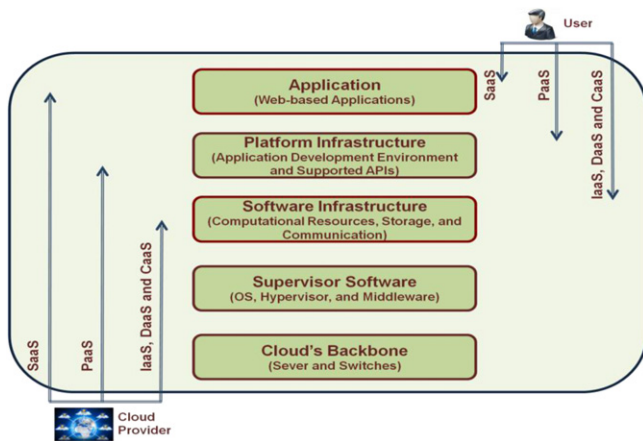 User
Application
(Web-based Applications)
SaaS
PaaS
IaaS, DaaS and CaaS
Platform Infrastructure
(Application Development Environment
and Supported APIs)
Software Infrastructure
(Computational Resources, Storage, and
Communication)
Supervisor Software
(OS, Hypervisor, and Middleware)
Cloud's Backbone
(Sever and Switches)
SaaS
PaaS
IaaS, DaaS and CaaS
Cloud
Provider